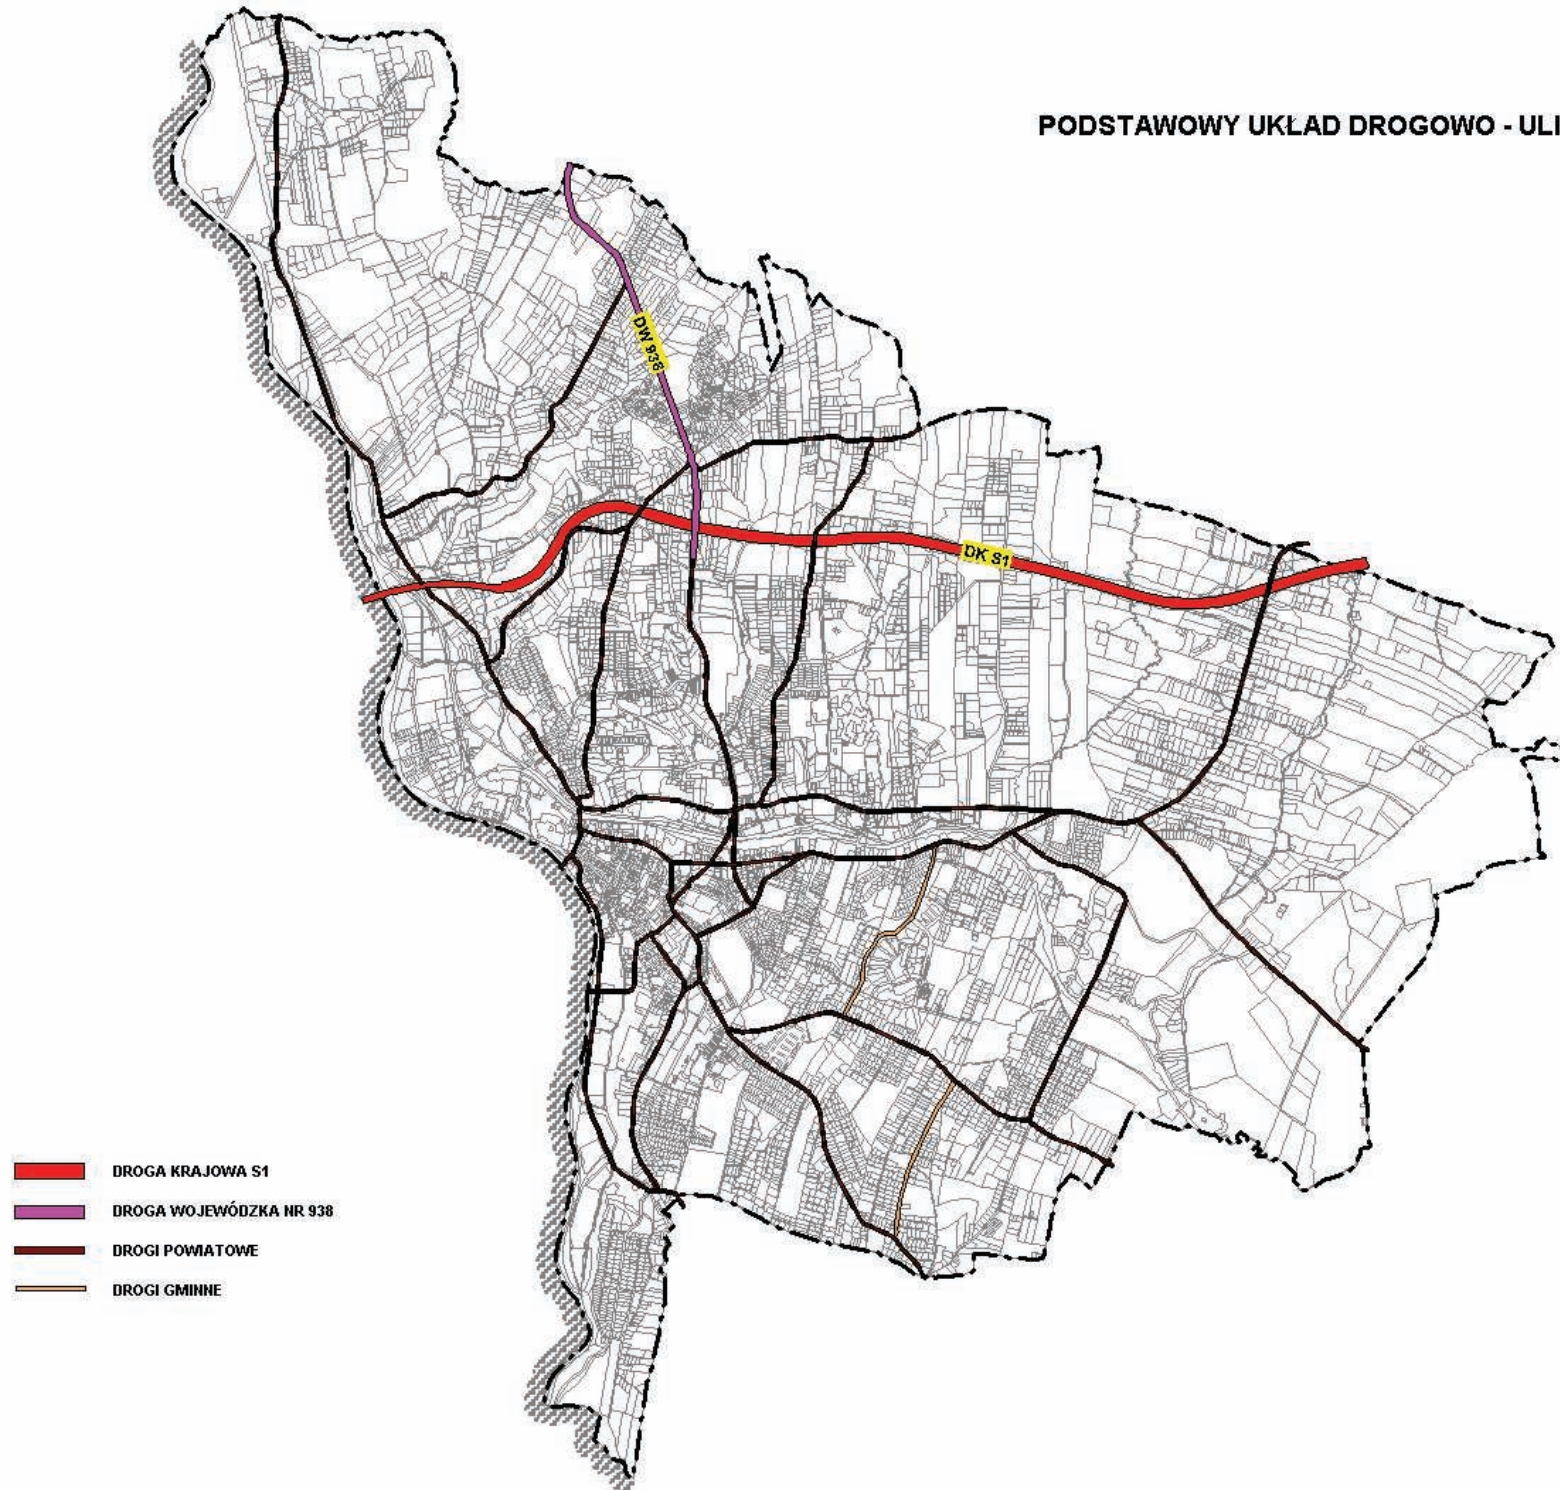 PODSTAWOWY UKŁAD DROGOWO - ULI
DW 938
DK S1
DROGA KRAJOWA S1
DROGA WOJEWÓDZKA NR 938
DROGI POWIATOWE
DROGI GMINNE